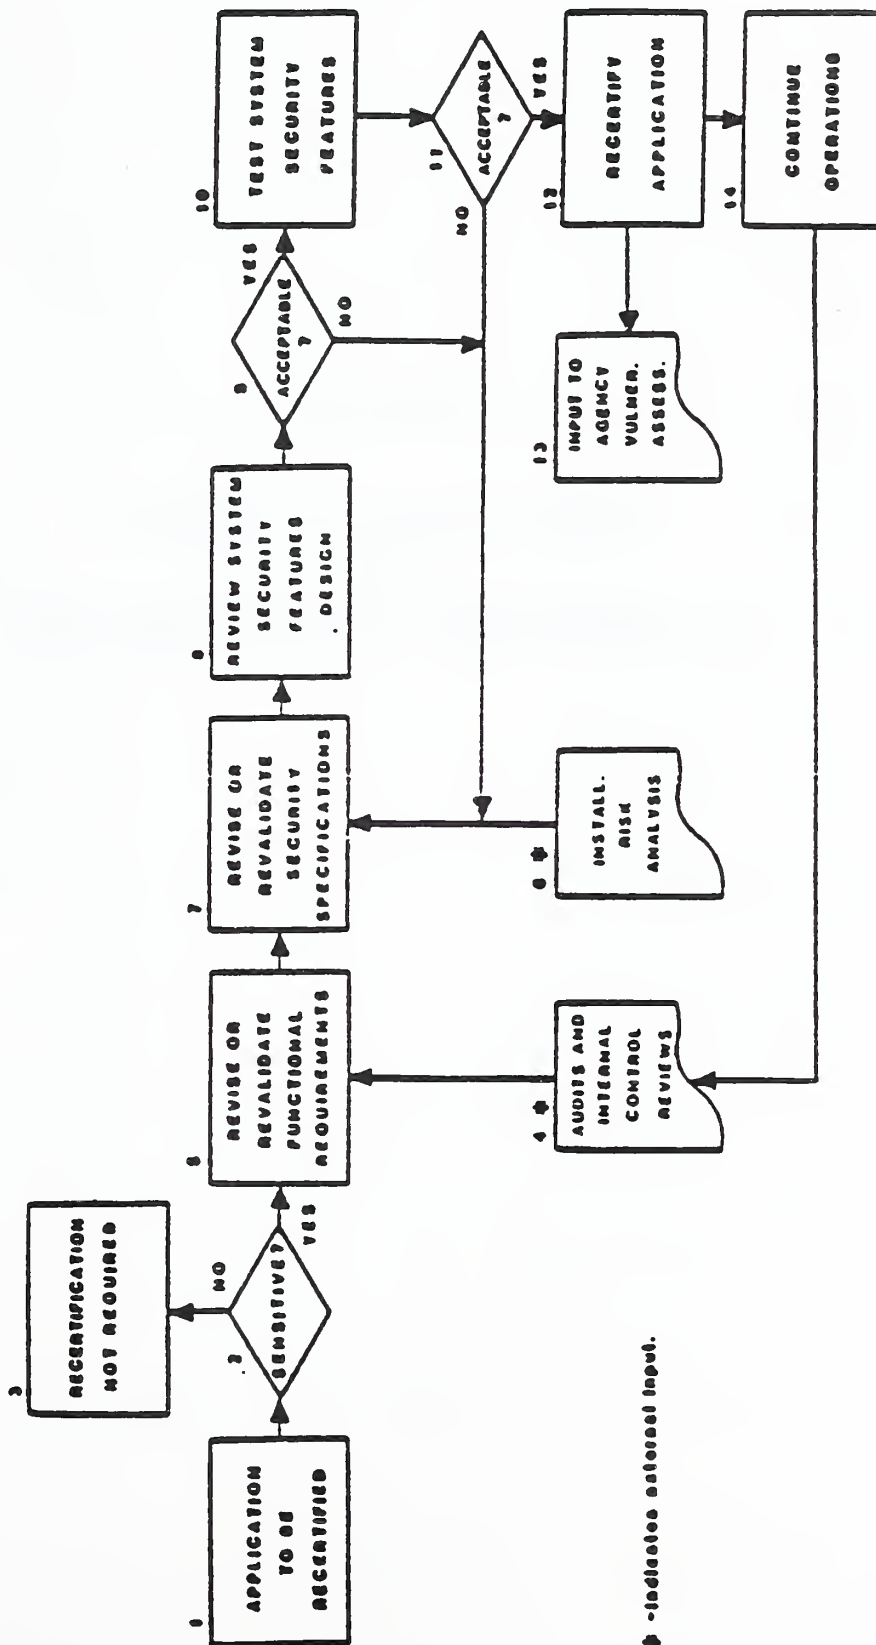 1
APPLICATION
TO BE
RECERTIFIED
2
SENSITIVE?
NO
YES
3
RECERTIFICATION
NOT REQUIRED
4 *
AUDITS AND
INTERNAL
CONTROL
REVIEWS
5
REVISE OR
REVALIDATE
FUNCTIONAL
REQUIREMENTS
6 *
INSTALL.
RISK
ANALYSIS
7
REVISE OR
REVALIDATE
SECURITY
SPECIFICATIONS
8
REVIEW SYSTEM
SECURITY
FEATURES
DESIGN
9
ACCEPTABLE
?
YES
NO
10
TEST SYSTEM
SECURITY
FEATURES
11
ACCEPTABLE
?
NO
YES
12
RECERTIFY
APPLICATION
13
INPUT TO
AGENCY
VULNER.
ASSESS.
14
CONTINUE
OPERATIONS
* -indicates external input.